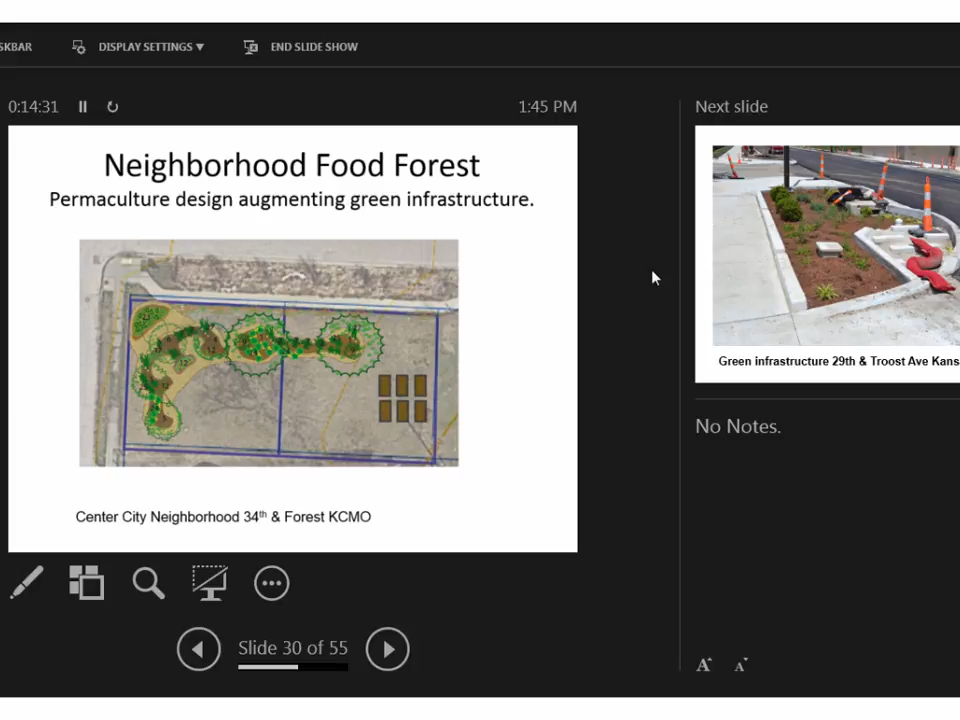 SKBAR
DISPLAY SETTINGS ▼
END SLIDE SHOW
0:14:31
1:45 PM
Next slide
Neighborhood Food Forest
Permaculture design augmenting green infrastructure.
Center City Neighborhood 34th & Forest KCMO
Green infrastructure 29th & Troost Ave Kans
No Notes.
Slide 30 of 55
A A